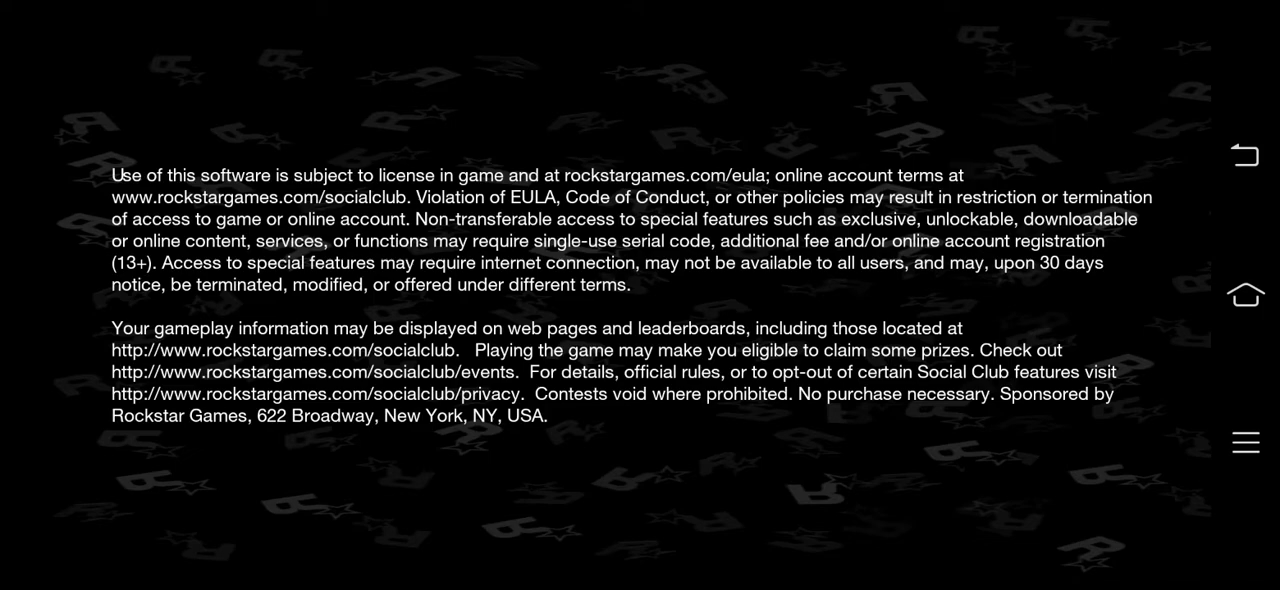 Use of this software is subject to license in game and at rockstargames.com/eula; online account terms at
www.rockstargames.com/socialclub. Violation of EULA, Code of Conduct, or other policies may result in restriction or termination
of access to game or online account. Non-transferable access to special features such as exclusive, unlockable, downloadable
or online content, services, or functions may require single-use serial code, additional fee and/or online account registration
(13+). Access to special features may require internet connection, may not be available to all users, and may, upon 30 days
notice, be terminated, modified, or offered under different terms.
Your gameplay information may be displayed on web pages and leaderboards, including those located at
http://www.rockstargames.com/socialclub.   Playing the game may make you eligible to claim some prizes. Check out
http://www.rockstargames.com/socialclub/events.  For details, official rules, or to opt-out of certain Social Club features visit
http://www.rockstargames.com/socialclub/privacy.  Contests void where prohibited. No purchase necessary. Sponsored by
Rockstar Games, 622 Broadway, New York, NY, USA.